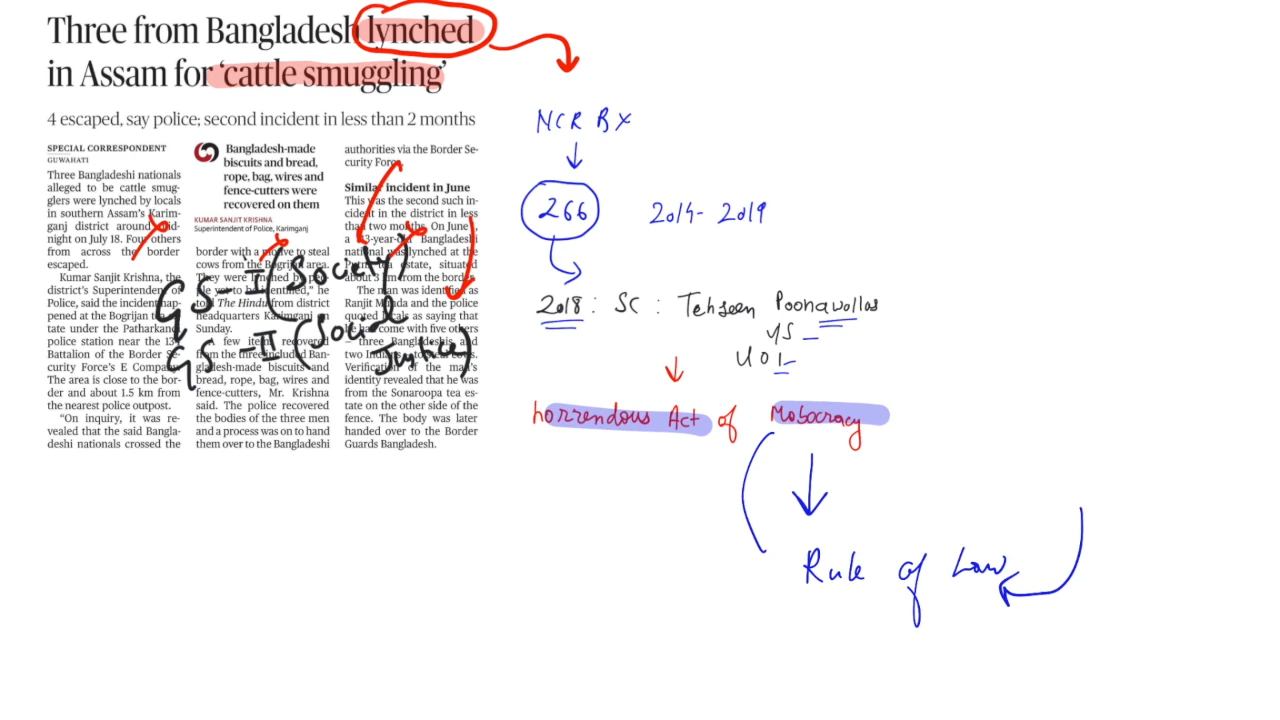 Three from Bangladesh lynched
in Assam for ‘cattle smuggling’
4 escaped, say police; second incident in less than 2 months
SPECIAL CORRESPONDENT
GUWAHATI
Three Bangladeshi nationals
alleged to be cattle smug-
glers were lynched by locals
in southern Assam's Karim-
ganj district around mid-
night on July 18. Four others
from across the border
escaped.
Kumar Sanjit Krishna, the
district's Superintendent of
Police, said the incident hap-
pened at the Bogrijan tea es-
tate under the Patharkandi
police station near the 134
Battalion of the Border Se-
curity Force's E Company.
The area is close to the bor-
der and about 1.5 km from
the nearest police outpost.
“On inquiry, it was re-
vealed that the said Bangla-
deshi nationals crossed the
Bangladesh-made
biscuits and bread,
rope, bag, wires and
fence-cutters were
recovered on them
KUMAR SANJIT KRISHNA
Superintendent of Police, Karimganj
border with a motive to steal
cows from the Bogrijan area.
They were lynched by peo-
ple yet to be identified,” he
told The Hindu from district
headquarters Karimganj on
Sunday.
A few items recovered
from the three included Ban-
gladesh-made biscuits and
bread, rope, bag, wires and
fence-cutters, Mr. Krishna
said. The police recovered
the bodies of the three men
and a process was on to hand
them over to the Bangladeshi
authorities via the Border Se-
curity Force.
Similar incident in June
This was the second such in-
cident in the district in less
than two months. On June
a 43-year-old Bangladeshi
national was lynched at the
tea estate, situated
about 3 km from the border.
The man was identified as
Ranjit Munda and the police
quoted locals as saying that
he had come with five others
– three Bangladeshis and
two Indians – to steal cows.
Verification of the man's
identity revealed that he was
from the Sonaroopa tea es-
tate on the other side of the
fence. The body was later
handed over to the Border
Guards Bangladesh.
GS-I (Society)
GS-II (Social
Justice)
NCRB X
266 2014-2019
2018 : SC : Tehseen Poonawollas
VS
UOI
horrendous Act of Mobocracy
Rule of Law